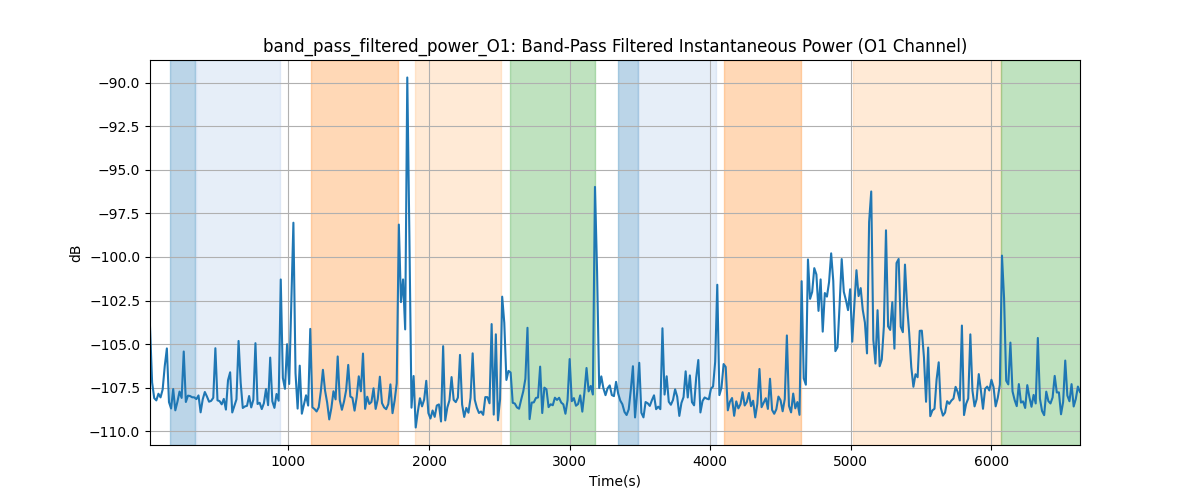 band_pass_filtered_power_O1: Band-Pass Filtered Instantaneous Power (O1 Channel)
−90.0
−92.5
−95.0
−97.5
−100.0
−102.5
−105.0
−107.5
−110.0
dB
1000 2000 3000 4000 5000 6000
Time(s)